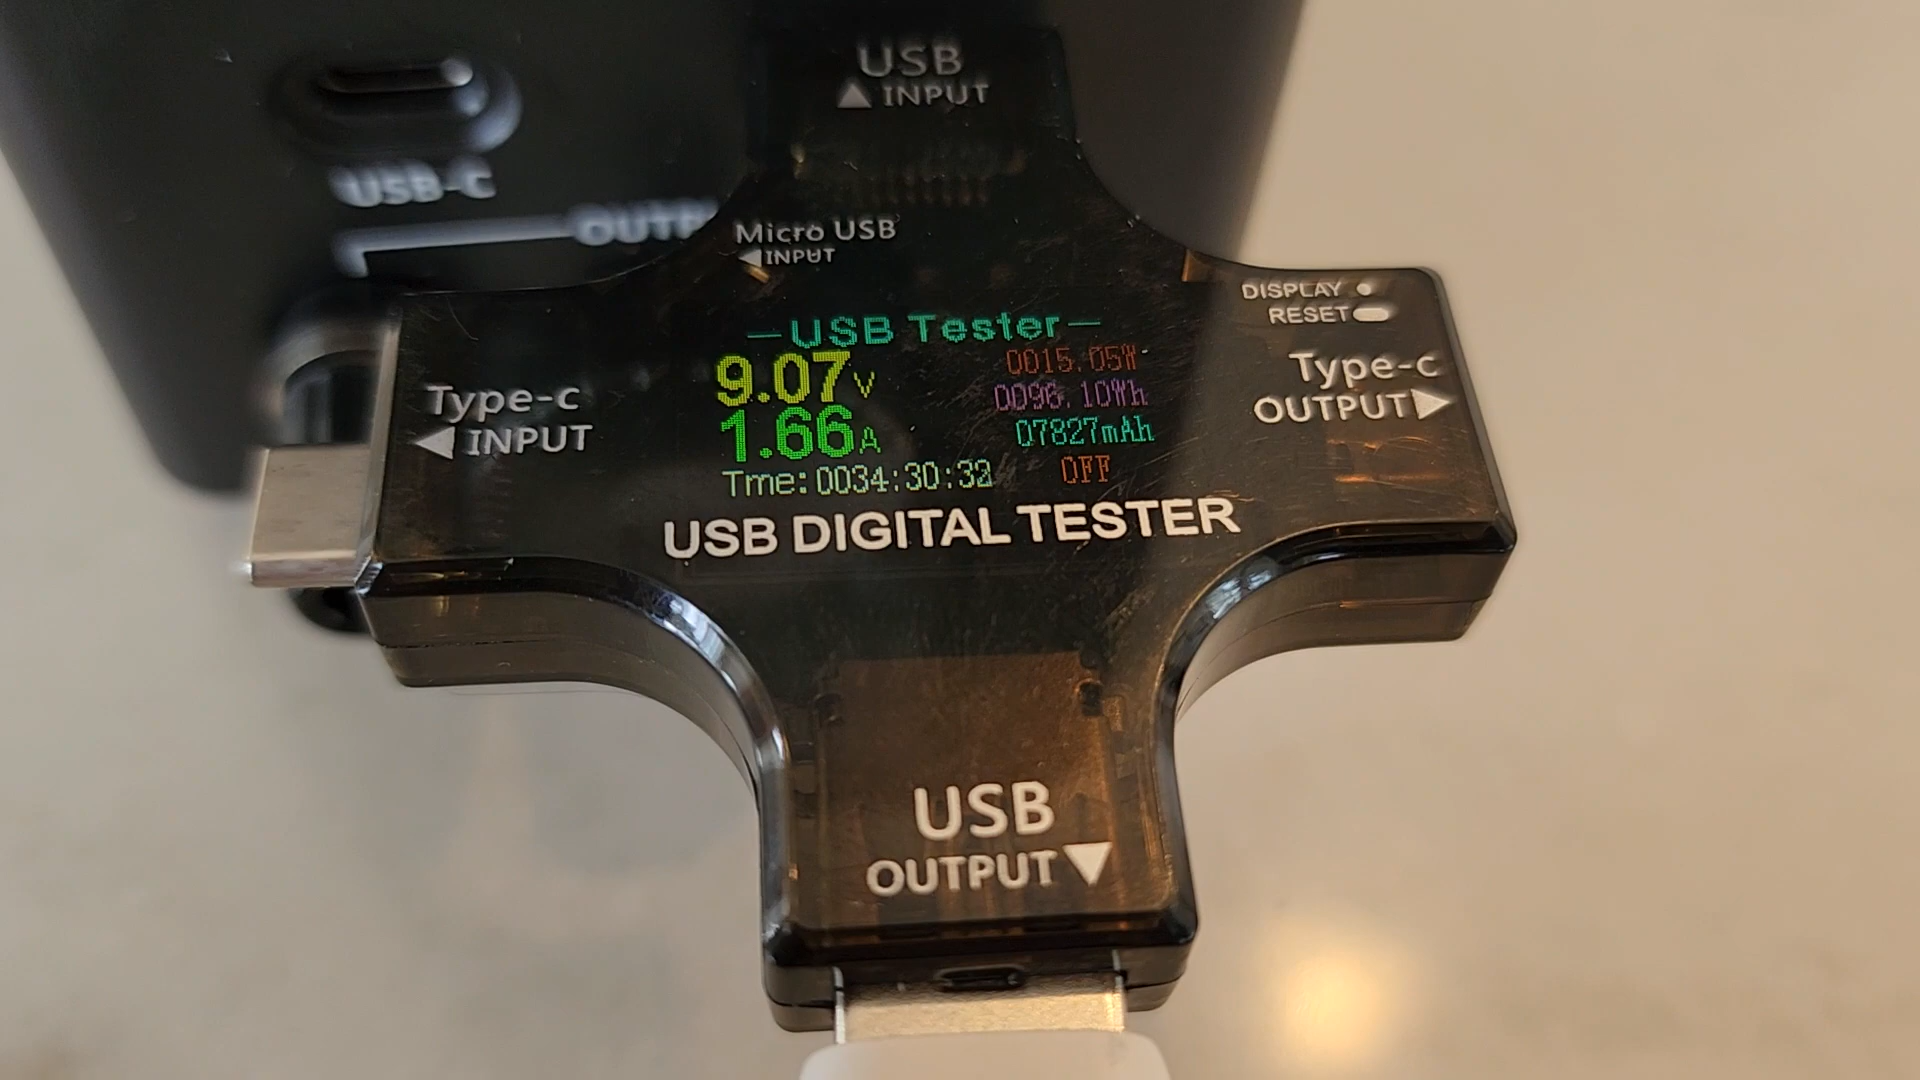 USB
INPUT
USB-C
Micro USB
INPUT
DISPLAY
RESET
—USB Tester—
9.07V
0015.05W
0096.10Wh
1.66A
07827mAh
Tme:0034:30:32
OFF
Type-c
INPUT
Type-c
OUTPUT
USB DIGITAL TESTER
USB
OUTPUT